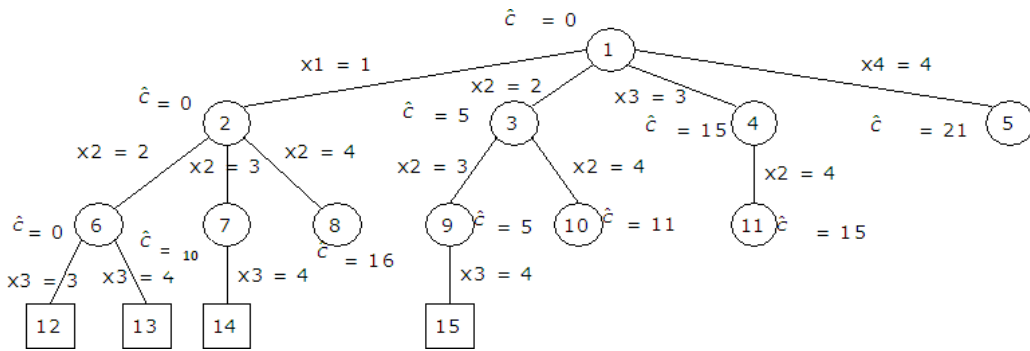 ĉ = 0
1
x1 = 1
x2 = 2
x3 = 3
x4 = 4
ĉ = 0
2
ĉ = 5
3
ĉ = 15
4
ĉ = 21
5
x2 = 2
x2 = 3
x2 = 4
x2 = 3
x2 = 4
x2 = 4
ĉ = 0
6
ĉ = 10
7
8
ĉ = 16
9
ĉ = 5
10
ĉ = 11
11
ĉ = 15
x3 = 3
x3 = 4
x3 = 4
x3 = 4
12
13
14
15